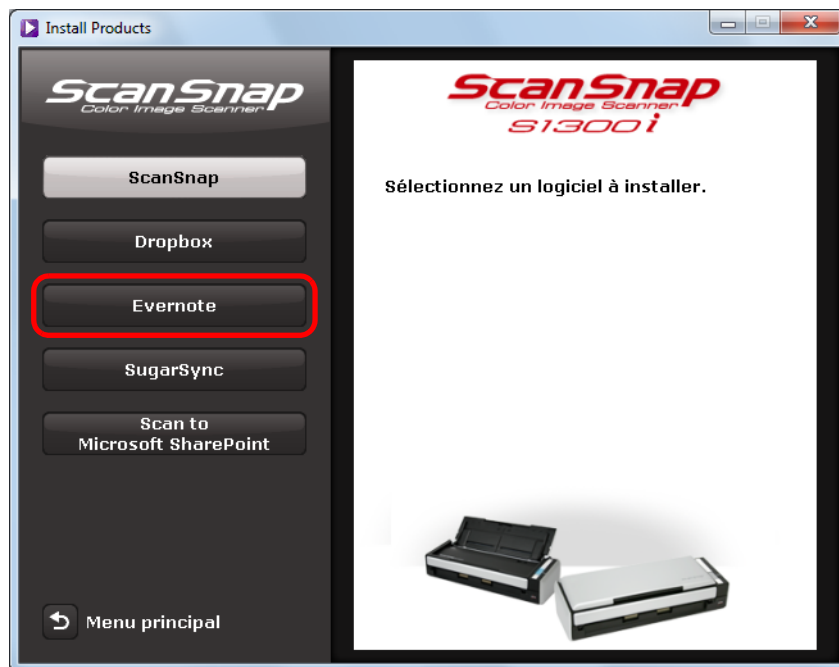 Install Products
ScanSnap
Color Image Scanner
ScanSnap
Dropbox
Evernote
SugarSync
Scan to
Microsoft SharePoint
Menu principal
ScanSnap
Color Image Scanner
S1300i
Sélectionnez un logiciel à installer.